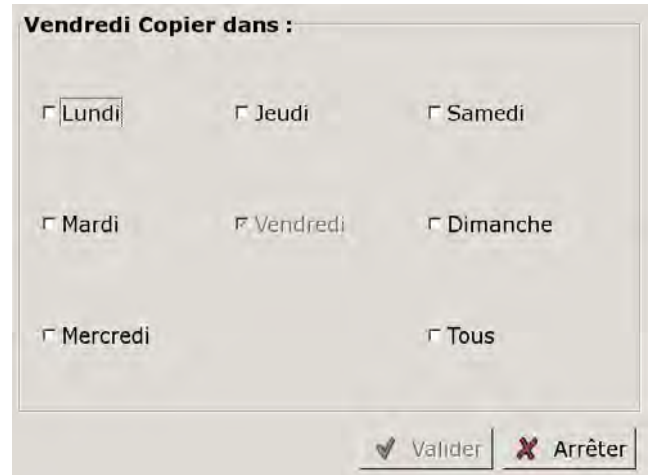 Vendredi Copier dans :
Lundi Jeudi Samedi
Mardi Vendredi Dimanche
Mercredi Tous
Valider Arrêter